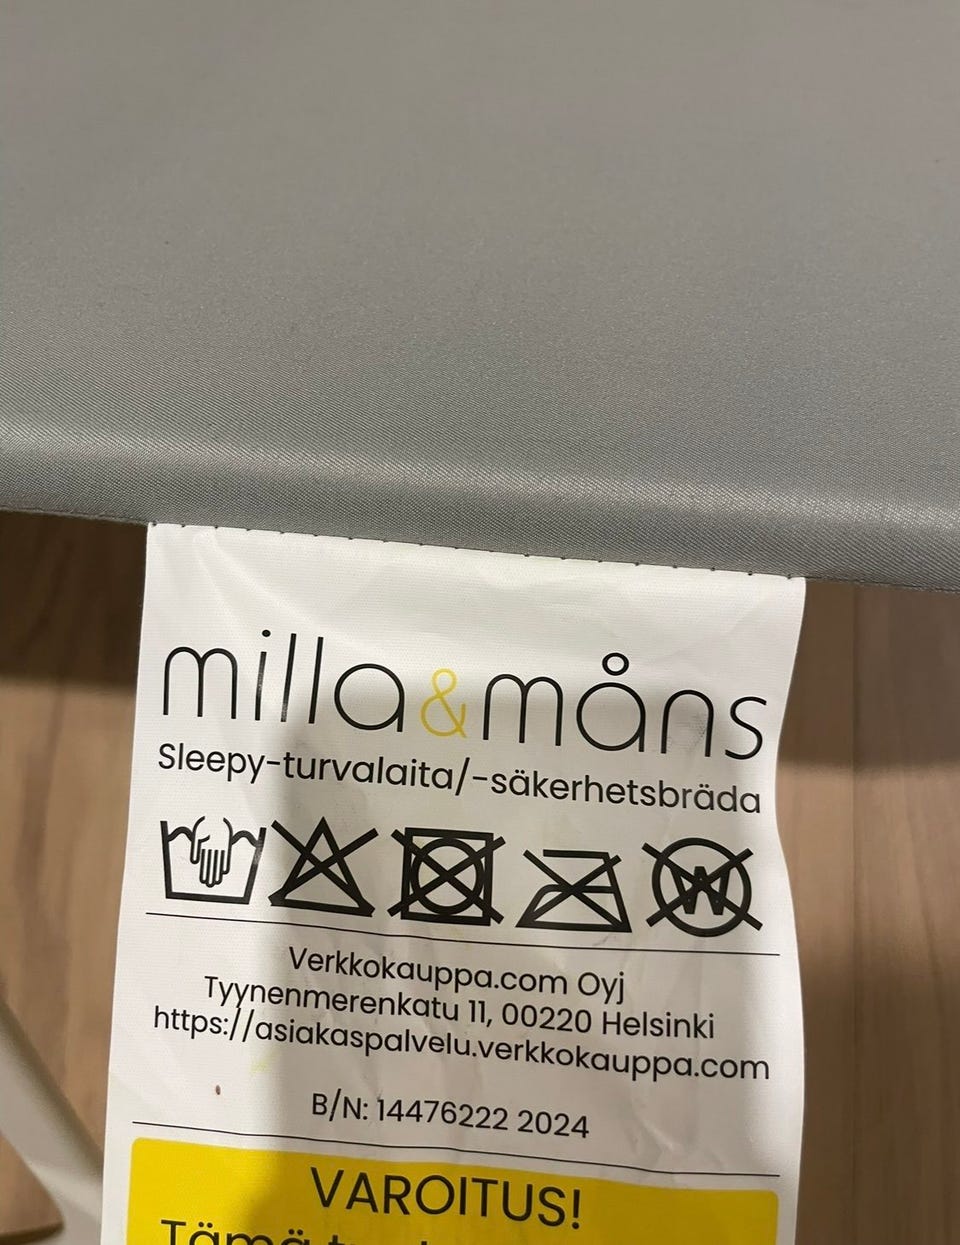 milla&måns
Sleepy-turvalaita/-säkerhetsbräda
W
Verkkokauppa.com Oyj
Tyynenmerenkatu 11, 00220 Helsinki
https://asiakaspalvelu.verkkokauppa.com
B/N: 14476222 2024
VAROITUS!
Tämä